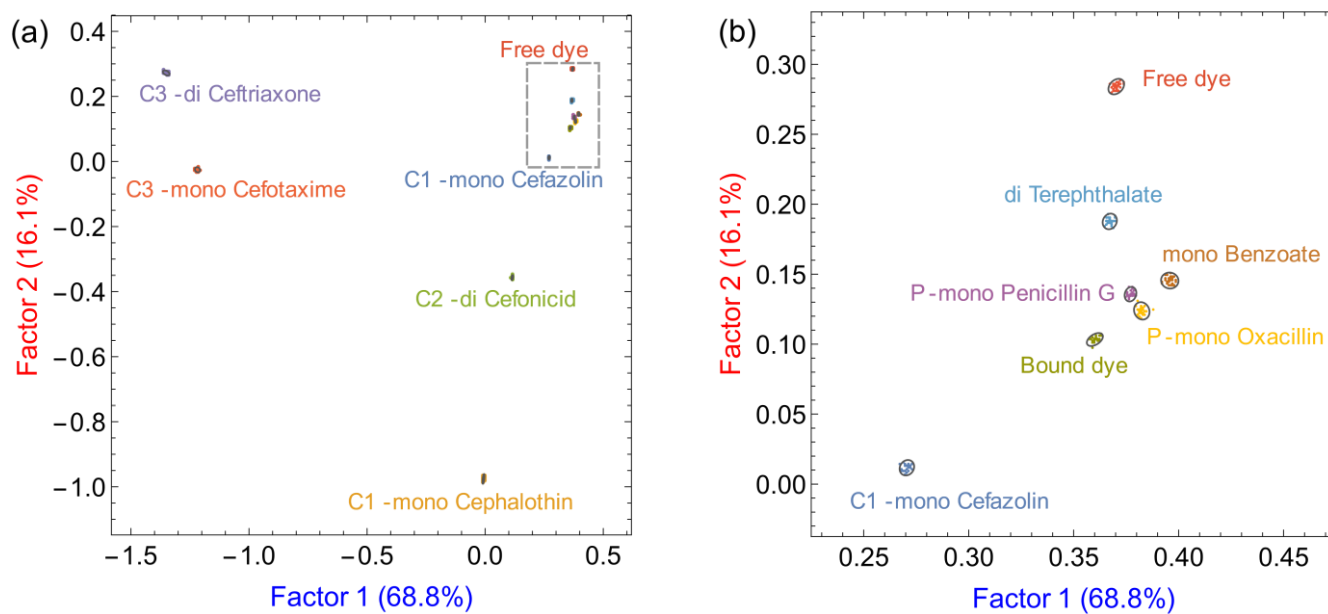 (a)
0.4
0.2
0.0
−0.2
−0.4
−0.6
−0.8
−1.0
Factor 2 (16.1%)
Free dye
C3 -di Ceftriaxone
C3 -mono Cefotaxime
C1 -mono Cefazolin
C2 -di Cefonicid
C1 -mono Cephalothin
−1.5 −1.0 −0.5 0.0 0.5
Factor 1 (68.8%)
(b)
0.30
0.25
0.20
0.15
0.10
0.05
0.00
Factor 2 (16.1%)
Free dye
di Terephthalate
mono Benzoate
P -mono Penicillin G
P -mono Oxacillin
Bound dye
C1 -mono Cefazolin
0.25 0.30 0.35 0.40 0.45
Factor 1 (68.8%)